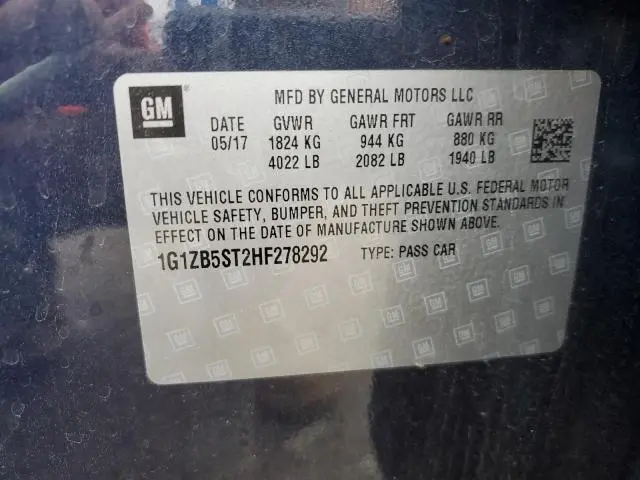 GM
MFD BY GENERAL MOTORS LLC
DATE GVWR GAWR FRT GAWR RR
05/17 1824 KG 944 KG 880 KG
4022 LB 2082 LB 1940 LB
THIS VEHICLE CONFORMS TO ALL APPLICABLE U.S. FEDERAL MOTOR
VEHICLE SAFETY, BUMPER, AND THEFT PREVENTION STANDARDS IN
EFFECT ON THE DATE OF MANUFACTURE SHOWN ABOVE.
1G1ZB5ST2HF278292 TYPE: PASS CAR